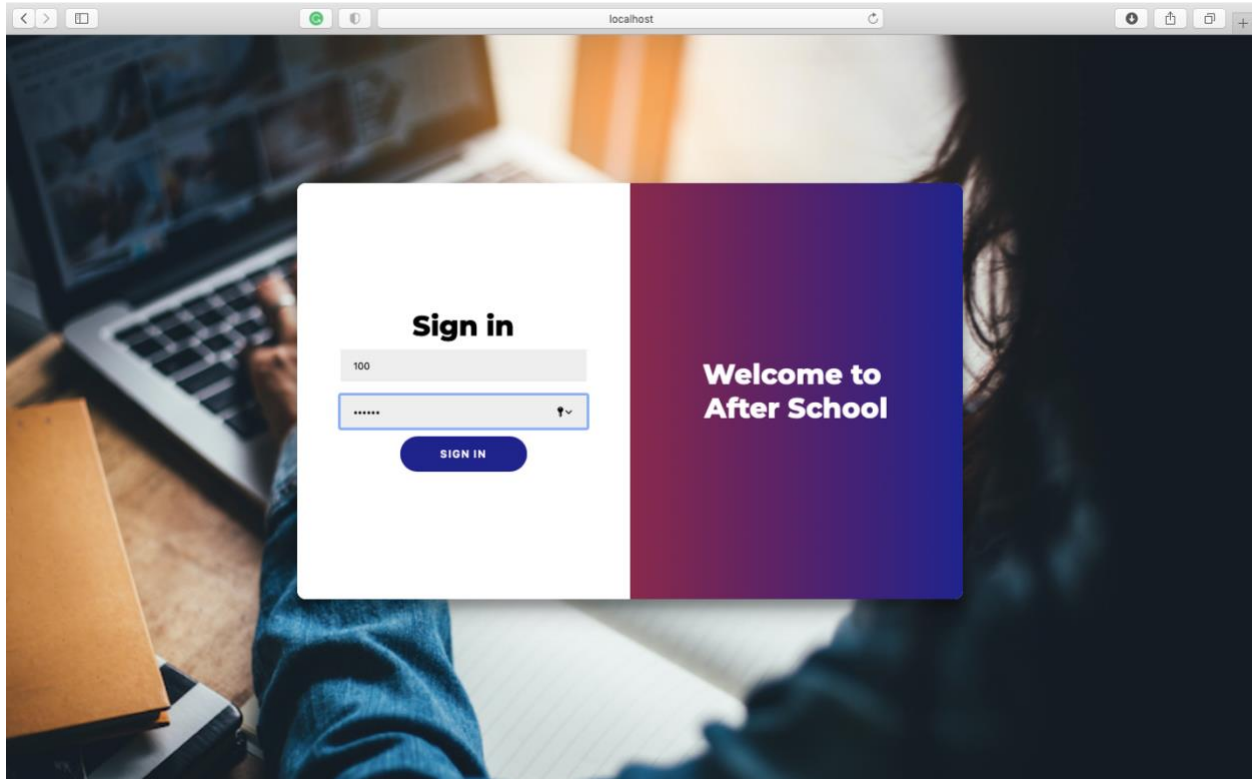 localhost
Sign in
100
••••••
SIGN IN
Welcome to
After School